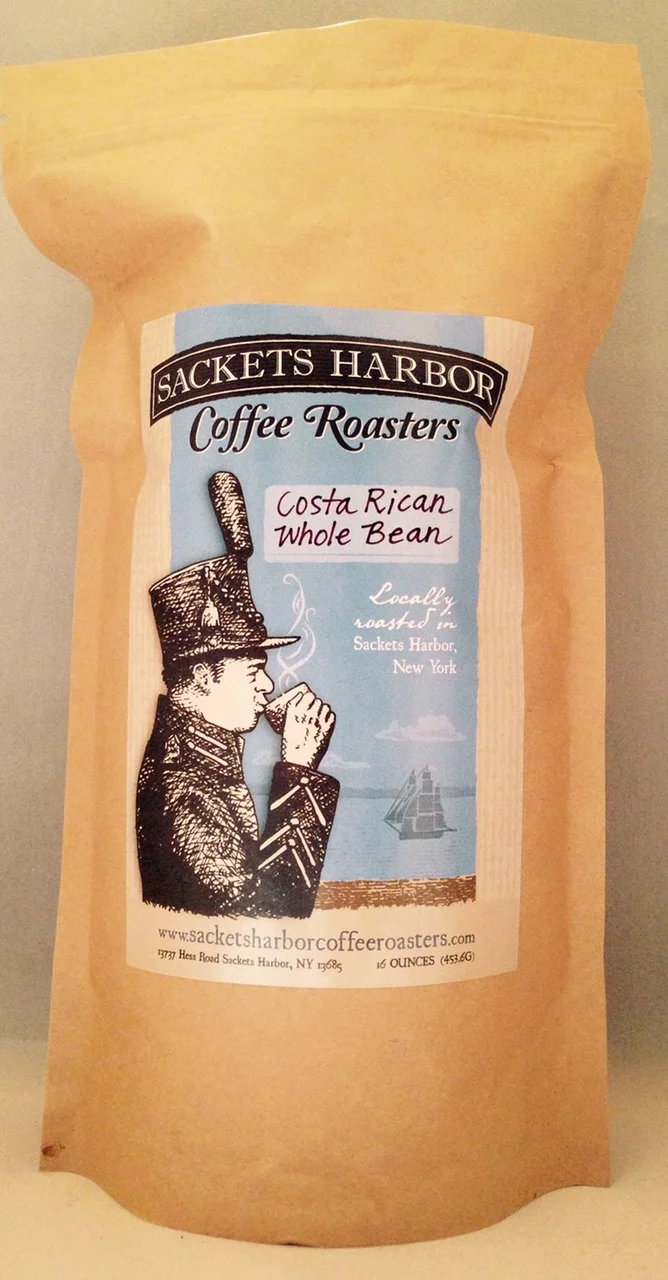 SACKETS HARBOR
Coffee Roasters
Costa Rican
Whole Bean
Locally
roasted in
Sackets Harbor,
New York
www.sacketsharborcoffeeroasters.com
13737 Hess Road Sackets Harbor, NY 13685 16 OUNCES (453.6G)